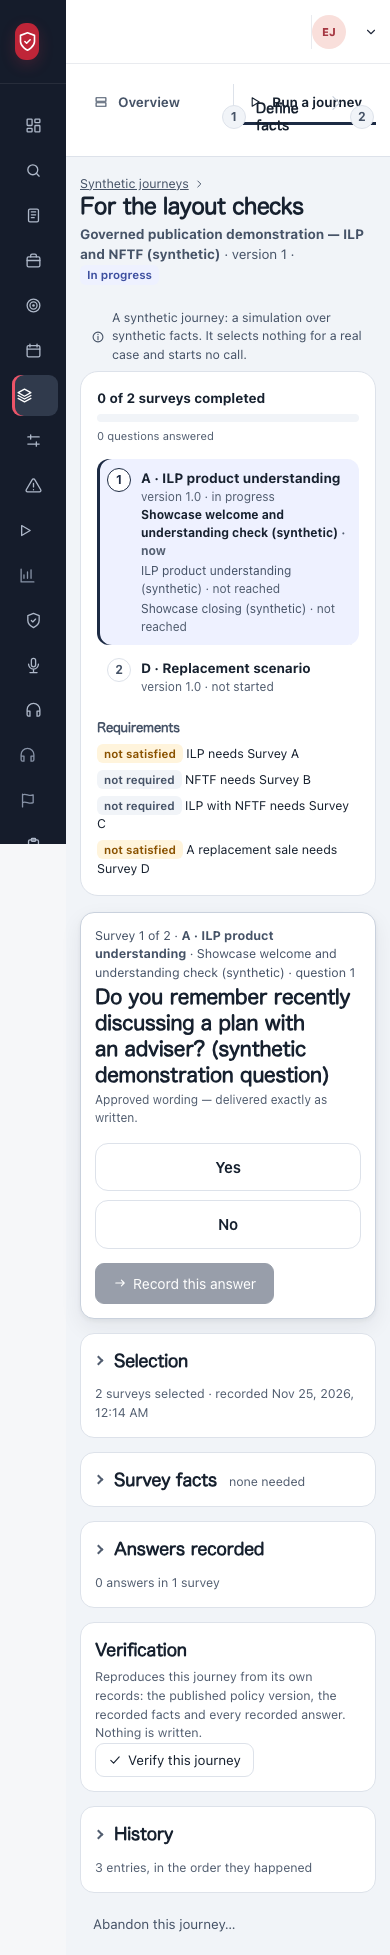 EJ
Overview
Run a journey
1
Define
facts
2
Synthetic journeys
For the layout checks
Governed publication demonstration — ILP
and NFTF (synthetic) · version 1 ·
In progress
A synthetic journey: a simulation over
synthetic facts. It selects nothing for a real
case and starts no call.
0 of 2 surveys completed
0 questions answered
1
A · ILP product understanding
version 1.0 · in progress
Showcase welcome and
understanding check (synthetic) ·
now
ILP product understanding
(synthetic) · not reached
Showcase closing (synthetic) · not
reached
2
D · Replacement scenario
version 1.0 · not started
Requirements
not satisfied ILP needs Survey A
not required NFTF needs Survey B
not required ILP with NFTF needs Survey
C
not satisfied A replacement sale needs
Survey D
Survey 1 of 2 · A · ILP product
understanding · Showcase welcome and
understanding check (synthetic) · question 1
Do you remember recently
discussing a plan with
an adviser? (synthetic
demonstration question)
Approved wording — delivered exactly as
written.
Yes
No
Record this answer
Selection
2 surveys selected · recorded Nov 25, 2026,
12:14 AM
Survey facts none needed
Answers recorded
0 answers in 1 survey
Verification
Reproduces this journey from its own
records: the published policy version, the
recorded facts and every recorded answer.
Nothing is written.
Verify this journey
History
3 entries, in the order they happened
Abandon this journey...